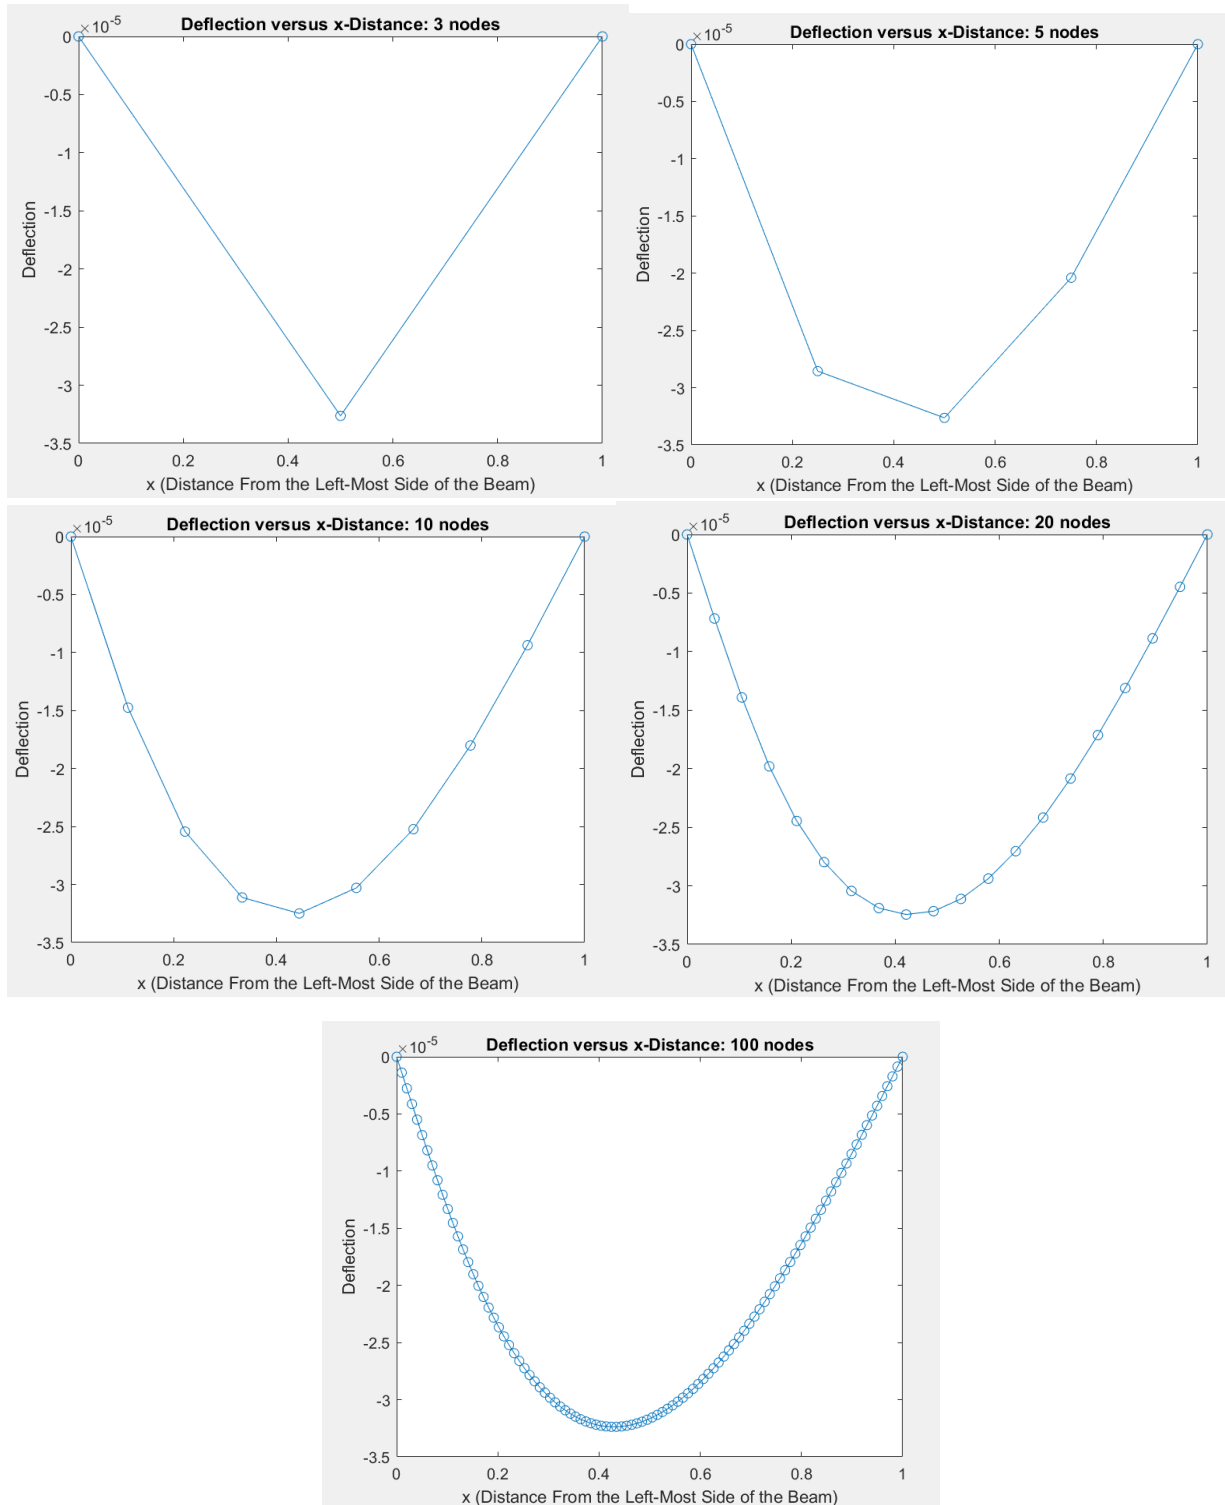 Deflection versus x-Distance: 3 nodes
×10-5
0
-0.5
-1
-1.5
-2
-2.5
-3
-3.5
Deflection
0 0.2 0.4 0.6 0.8 1
x (Distance From the Left-Most Side of the Beam)
Deflection versus x-Distance: 5 nodes
×10-5
0
-0.5
-1
-1.5
-2
-2.5
-3
-3.5
Deflection
0 0.2 0.4 0.6 0.8 1
x (Distance From the Left-Most Side of the Beam)
Deflection versus x-Distance: 10 nodes
×10-5
0
-0.5
-1
-1.5
-2
-2.5
-3
-3.5
Deflection
0 0.2 0.4 0.6 0.8 1
x (Distance From the Left-Most Side of the Beam)
Deflection versus x-Distance: 20 nodes
×10-5
0
-0.5
-1
-1.5
-2
-2.5
-3
-3.5
Deflection
0 0.2 0.4 0.6 0.8 1
x (Distance From the Left-Most Side of the Beam)
Deflection versus x-Distance: 100 nodes
×10-5
0
-0.5
-1
-1.5
-2
-2.5
-3
-3.5
Deflection
0 0.2 0.4 0.6 0.8 1
x (Distance From the Left-Most Side of the Beam)